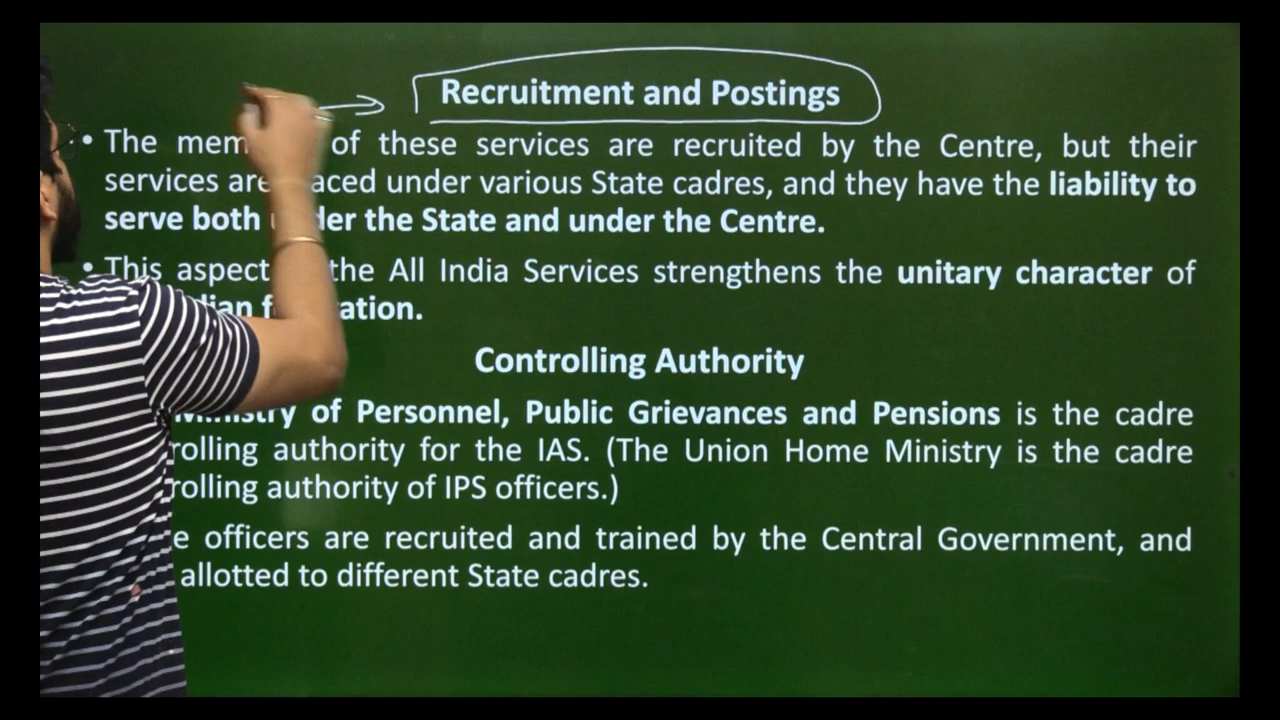 Recruitment and Postings
• The mem of these services are recruited by the Centre, but their
services are aced under various State cadres, and they have the liability to
serve both der the State and under the Centre.
• This aspect the All India Services strengthens the unitary character of
ian f ation.
Controlling Authority
Ministry of Personnel, Public Grievances and Pensions is the cadre
rolling authority for the IAS. (The Union Home Ministry is the cadre
rolling authority of IPS officers.)
e officers are recruited and trained by the Central Government, and
allotted to different State cadres.